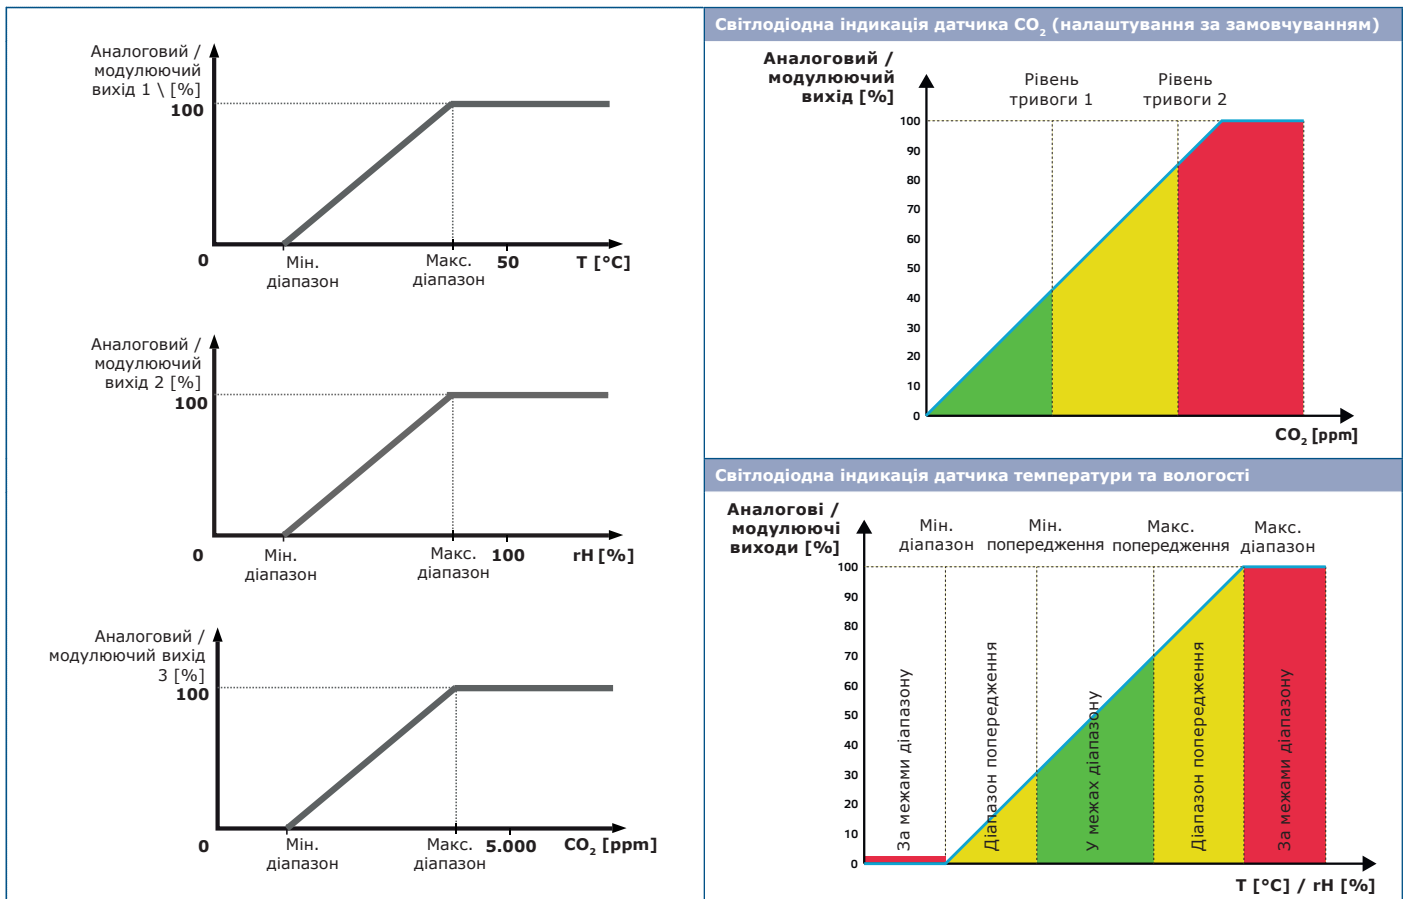 Аналоговий /
модулюючий
вихід 1 \ [%]
100
0
Мін.
діапазон
Макс.
діапазон
50
T [°C]
Аналоговий /
модулюючий
вихід 2 [%]
100
0
Мін.
діапазон
Макс.
діапазон
100
rH [%]
Аналоговий /
модулюючий вихід
3 [%]
100
0
Мін.
діапазон
Макс.
діапазон
5.000
CO2 [ppm]
Світлодіодна індикація датчика CO2 (налаштування за замовчуванням)
Аналоговий /
модулюючий
вихід [%]
Рівень
тривоги 1
Рівень
тривоги 2
100
90
80
70
60
50
40
30
20
10
0
CO2 [ppm]
Світлодіодна індикація датчика температури та вологості
Аналогові /
модулюючі
виходи [%]
Мін.
діапазон
Мін.
попередження
Макс.
попередження
Макс.
діапазон
100
90
80
70
60
50
40
30
20
10
0
За межами діапазону
Діапазон попередження
У межах діапазону
Діапазон попередження
За межами діапазону
T [°C] / rH [%]